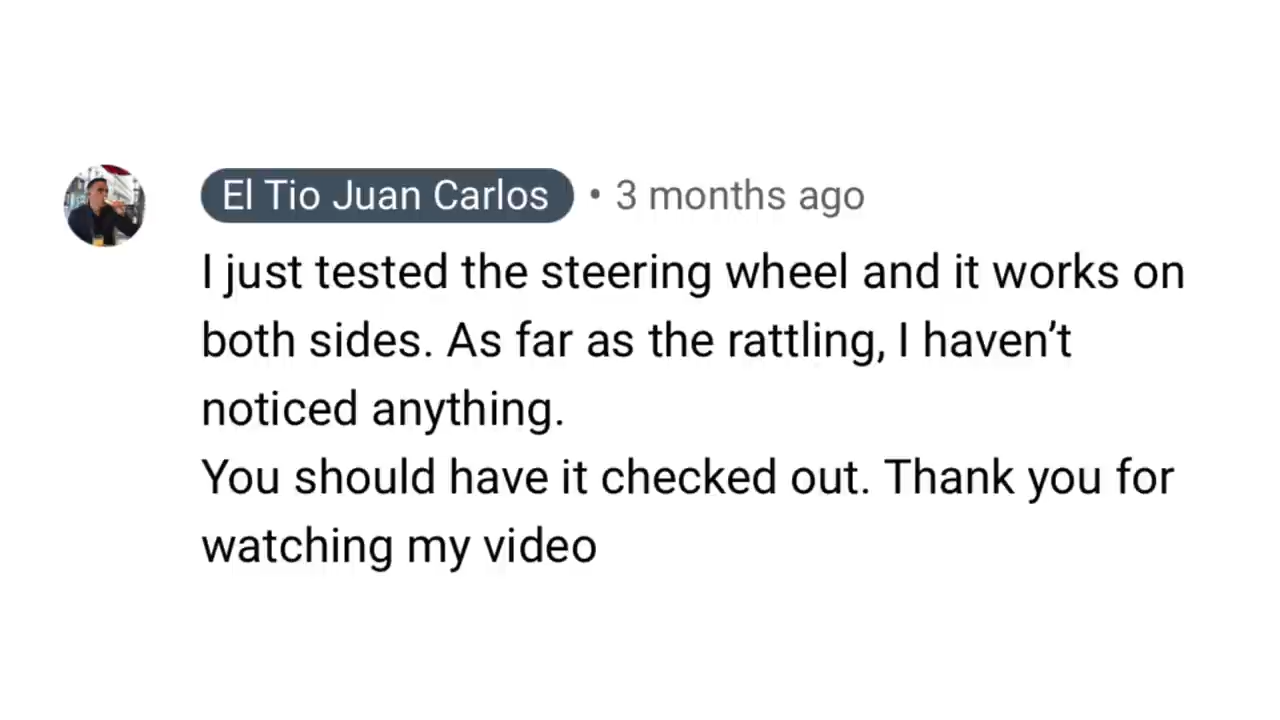 El Tio Juan Carlos • 3 months ago
I just tested the steering wheel and it works on
both sides. As far as the rattling, I haven’t
noticed anything.
You should have it checked out. Thank you for
watching my video